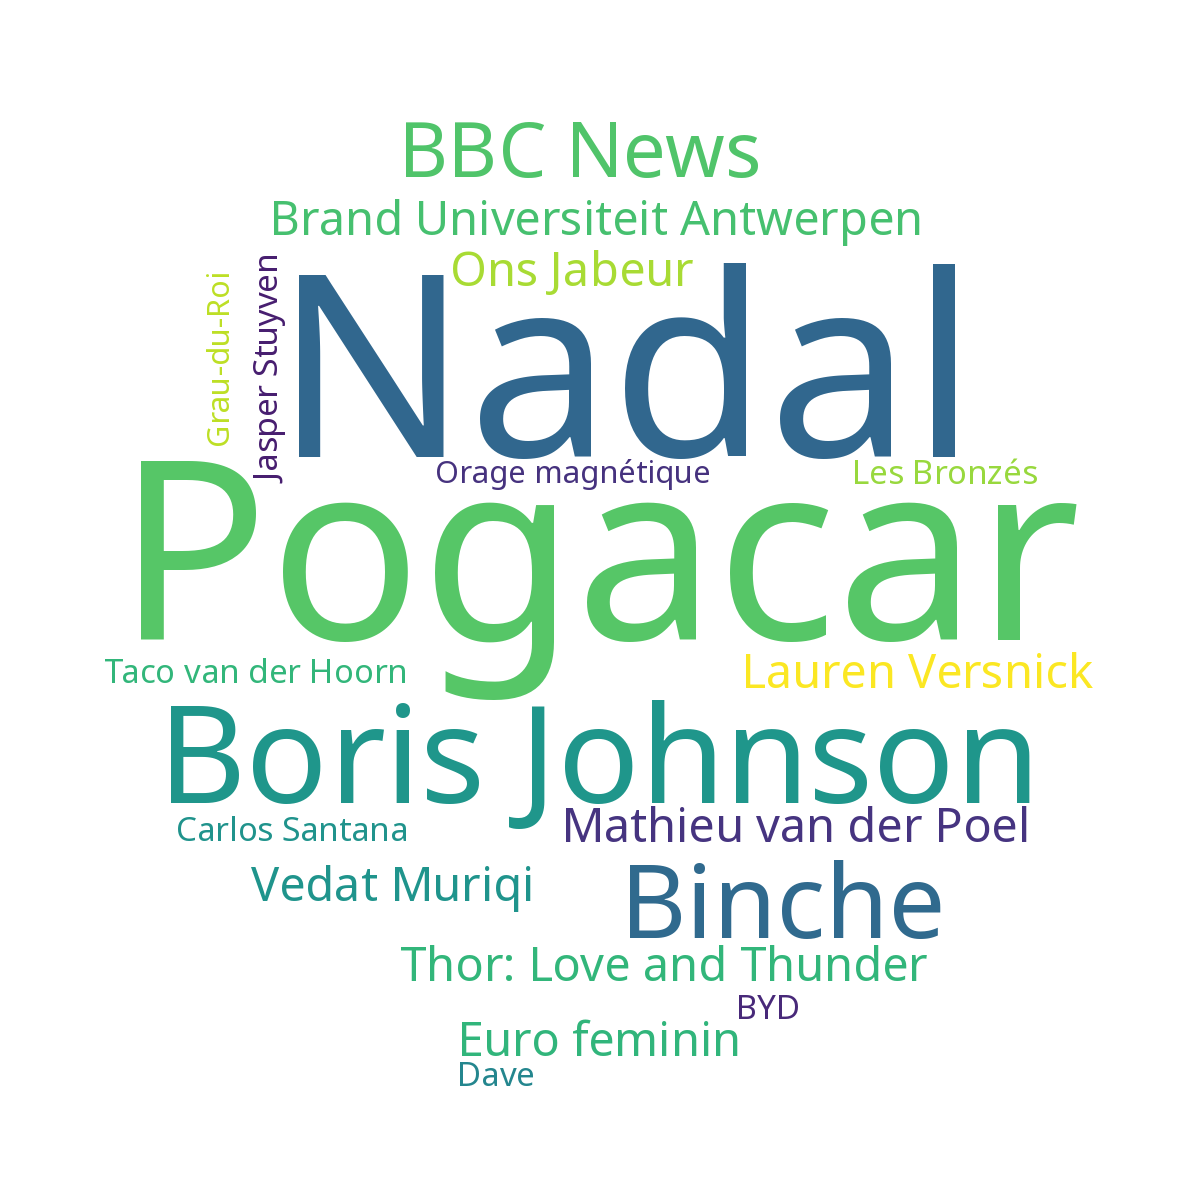 BBC News
Brand Universiteit Antwerpen
Ons Jabeur
Grau-du-Roi
Jasper Stuyven
Nadal
Orage magnétique
Les Bronzés
Pogacar
Taco van der Hoorn
Lauren Versnick
Boris Johnson
Carlos Santana
Mathieu van der Poel
Vedat Muriqi
Binche
Thor: Love and Thunder
BYD
Euro feminin
Dave